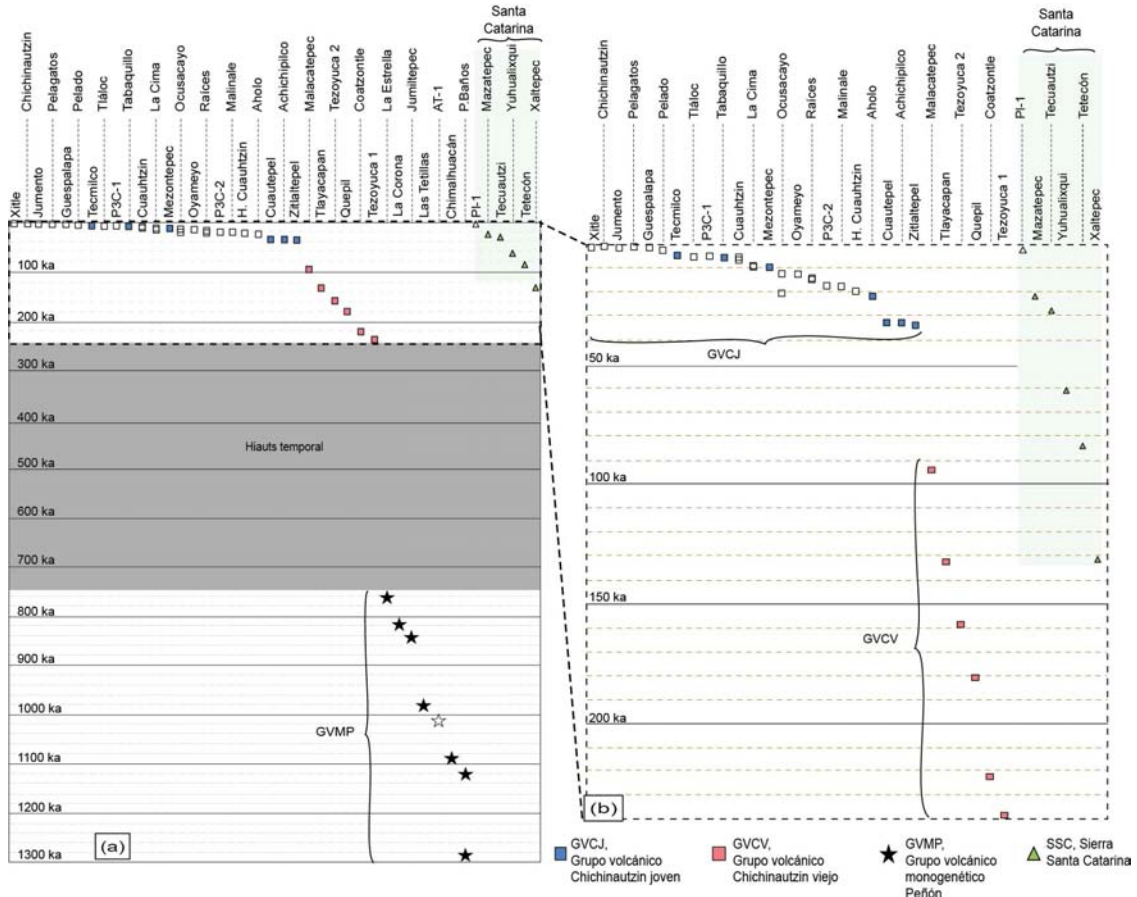 Santa
Catarina
Chichinautzin
Pelagatos
Pelado
Tláloc
Tabaquillo
La Cima
Ocusacayo
Raíces
Malinale
Aholo
Achichipilco
Malacatepec
Tezoyuca 2
Coatzontle
La Estrella
Jumiltepec
AT-1
P.Baños
Mazatepec
Yuhualixqui
Xaltepec
Xitle
Jumento
Guespalapa
Tecmilco
P3C-1
Cuauhtzin
Mezontepec
Oyameyo
P3C-2
H. Cuauhtzin
Cuautepel
Zitlaltepel
Tlayacapan
Quepil
Tezoyuca 1
La Corona
Las Tetillas
Chimalhuacán
PI-1
Tecuautzi
Tetecón
100 ka
200 ka
300 ka
400 ka
Hiauts temporal
500 ka
600 ka
700 ka
800 ka
900 ka
1000 ka
GVMP
1100 ka
1200 ka
(a)
1300 ka
Santa
Catarina
Chichinautzin
Pelagatos
Pelado
Tláloc
Tabaquillo
La Cima
Ocusacayo
Raíces
Malinale
Aholo
Achichipilco
Malacatepec
Tezoyuca 2
Coatzontle
PI-1
Tecuautzi
Tetecón
Xitle
Jumento
Guespalapa
Tecmilco
P3C-1
Cuauhtzin
Mezontepec
Oyameyo
P3C-2
H. Cuauhtzin
Cuautepel
Zitlaltepel
Tlayacapan
Quepil
Tezoyuca 1
Mazatepec
Yuhualixqui
Xaltepec
GVCJ
50 ka
100 ka
150 ka
GVCV
200 ka
(b)
GVCJ,
Grupo volcánico
Chichinautzin joven
GVCV,
Grupo volcánico
Chichinautzin viejo
GVMP,
Grupo volcánico
monogenético
Peñón
SSC, Sierra
Santa Catarina